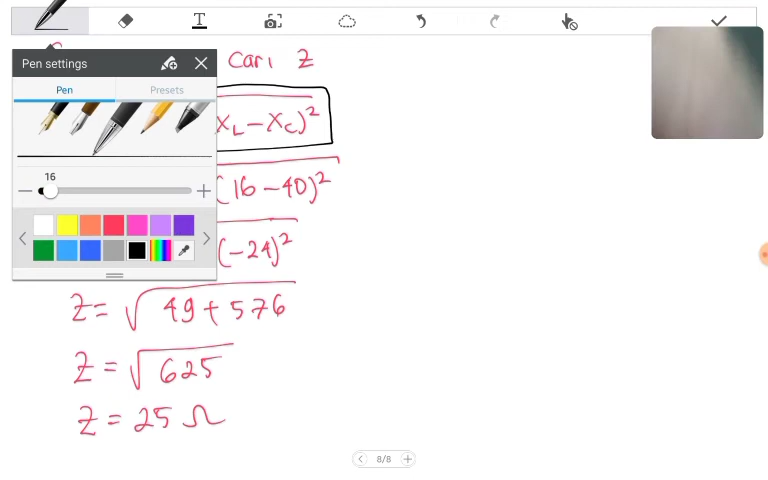 T
Pen settings
Pen Presets
16
Cari Z
XL – XC)²
(16 – 40)²
(-24)²
Z = √49 + 576
Z = √625
Z = 25 Ω
8/8